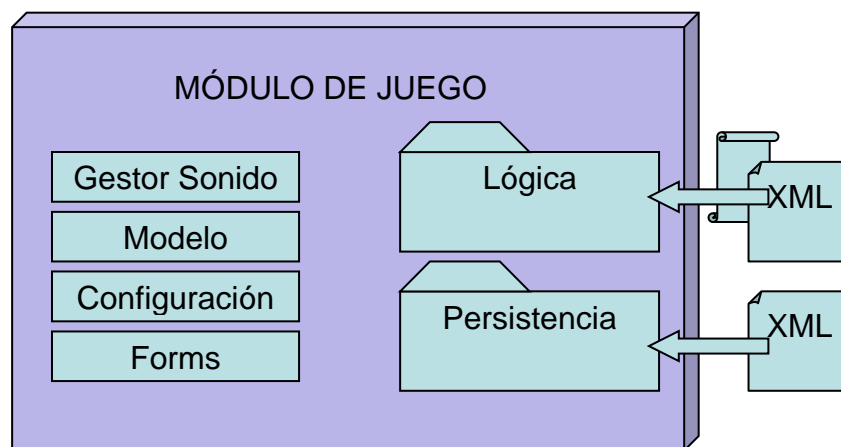 MÓDULO DE JUEGO
Gestor Sonido
Modelo
Configuración
Forms
Lógica
XML
Persistencia
XML